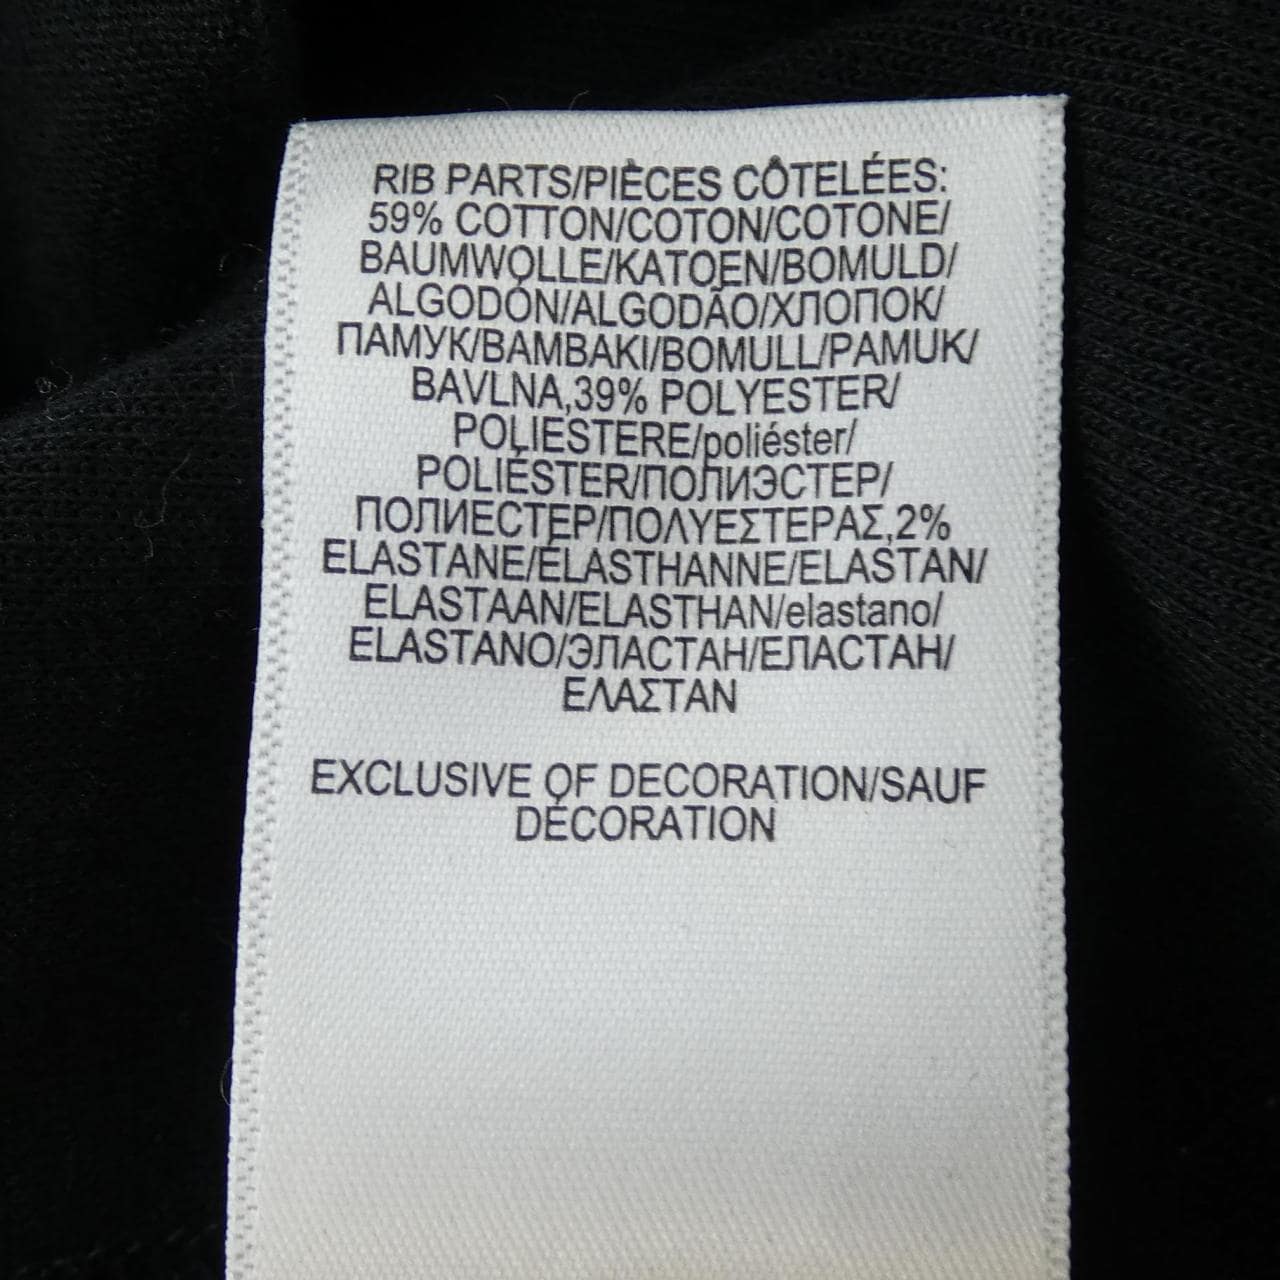 RIB PARTS/PIÈCES CÔTELÉES:
59% COTTON/COTON/COTONE/
BAUMWOLLE/KATOEN/BOMULD/
ALGODÓN/ALGODÃO/ХЛОПОК/
ПАМУК/BAMBAKI/BOMULL/PAMUK/
BAVLNA,39% POLYESTER/
POLIESTERE/poliéster/
POLIÉSTER/ПОЛИЭСТЕР/
ПОЛИЕСТЕР/ΠΟΛΥΕΣΤΕΡΑΣ,2%
ELASTANE/ÉLASTHANNE/ELASTAN/
ELASTAAN/ELASTHAN/elastano/
ELASTANO/ЭЛАСТАН/ЕЛАСТАН/
ΕΛΑΣΤΑΝ
EXCLUSIVE OF DECORATION/SAUF
DÉCORATION